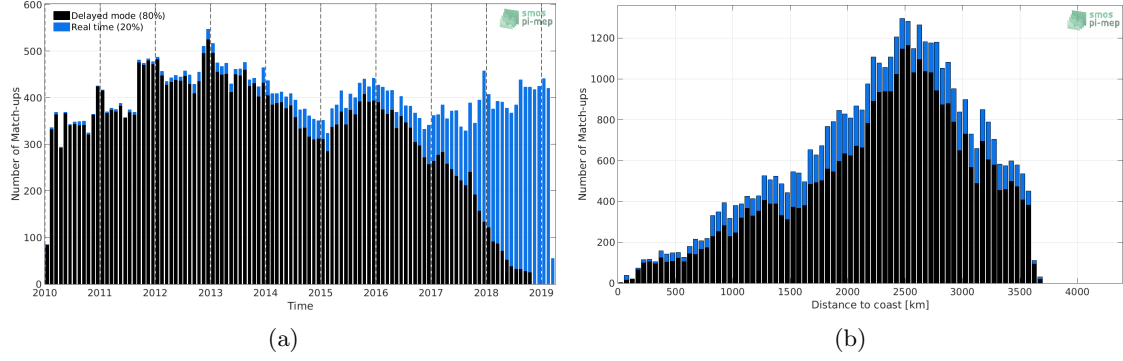 600
500
400
300
200
100
0
Number of Match-ups
Delayed mode (80%)
Real time (20%)
smos
pi-mep
2010 2011 2012 2013 2014 2015 2016 2017 2018 2019
Time
(a)
1200
1000
800
600
400
200
0
Number of Match-ups
smos
pi-mep
0 500 1000 1500 2000 2500 3000 3500 4000
Distance to coast [km]
(b)